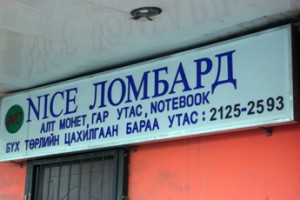 NICE ЛОМБАРД
АЛТ МОНЕТ, ГАР УТАС, NOTEBOOK
БҮХ ТӨРЛИЙН ЦАХИЛГААН БАРАА УТАС : 2125-2593